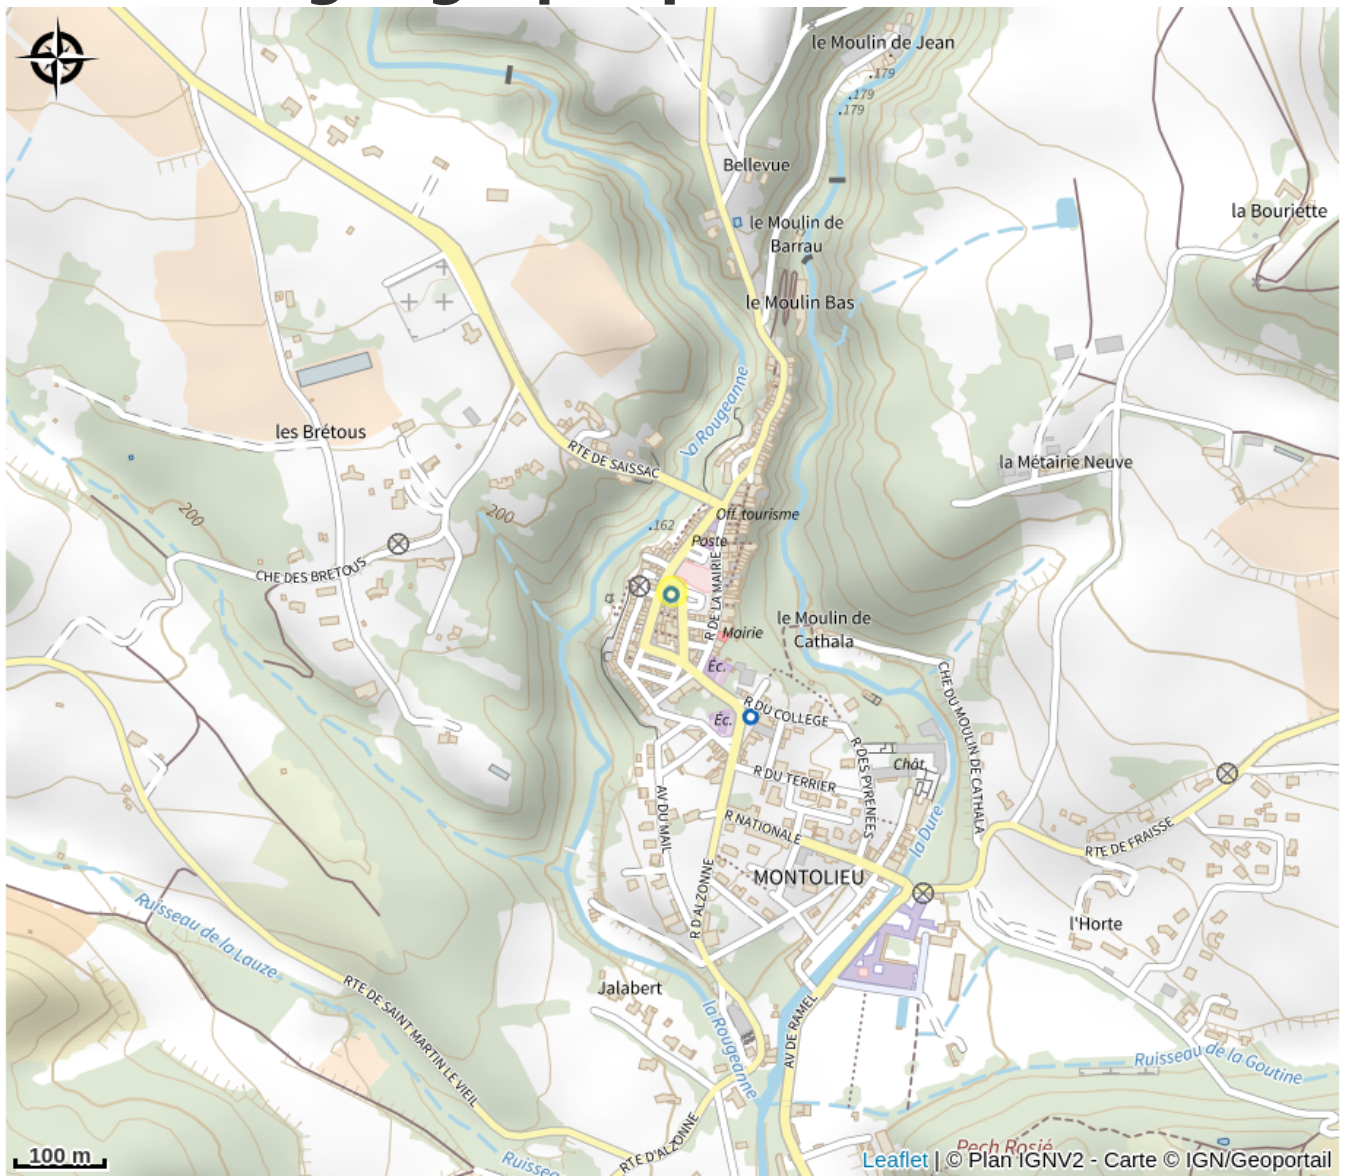 le Moulin de Jean
.179
.179
.179
Bellevue
la Bouriette
le Moulin de
Barrau
le Moulin Bas
la Rougeanne
les Brétous
RTE DE SAISSAC
la Métairie Neuve
200
200
Off. tourisme
.162
Poste
CHE DES BRETOUS
R DE LA MAIRIE
le Moulin de
Cathala
Mairie
Éc.
CHE DU MOULIN DE CATHALA
Éc.
R DU COLLEGE
R DES PYRENEES
Chât.
R DU TERRIER
AV DU MAIL
R NATIONALE
la Dure
RTE DE FRAISSE
MONTOLIEU
R D'ALZONNE
Ruisseau de la Lauze
l'Horte
Jalabert
RTE DE SAINT MARTIN LE VIEIL
la Rougeanne
AV DE RAMEL
Ruisseau de la Goutine
RTE D'ALZONNE
Pech Rosié
Ruisseau
100 m
Leaflet | © Plan IGNV2 - Carte © IGN/Geoportail